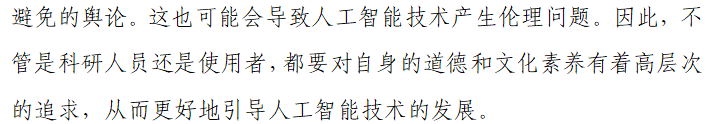 避免的舆论。这也可能会导致人工智能技术产生伦理问题。因此，不
管是科研人员还是使用者，都要对自身的道德和文化素养有着高层次
的追求，从而更好地引导人工智能技术的发展。